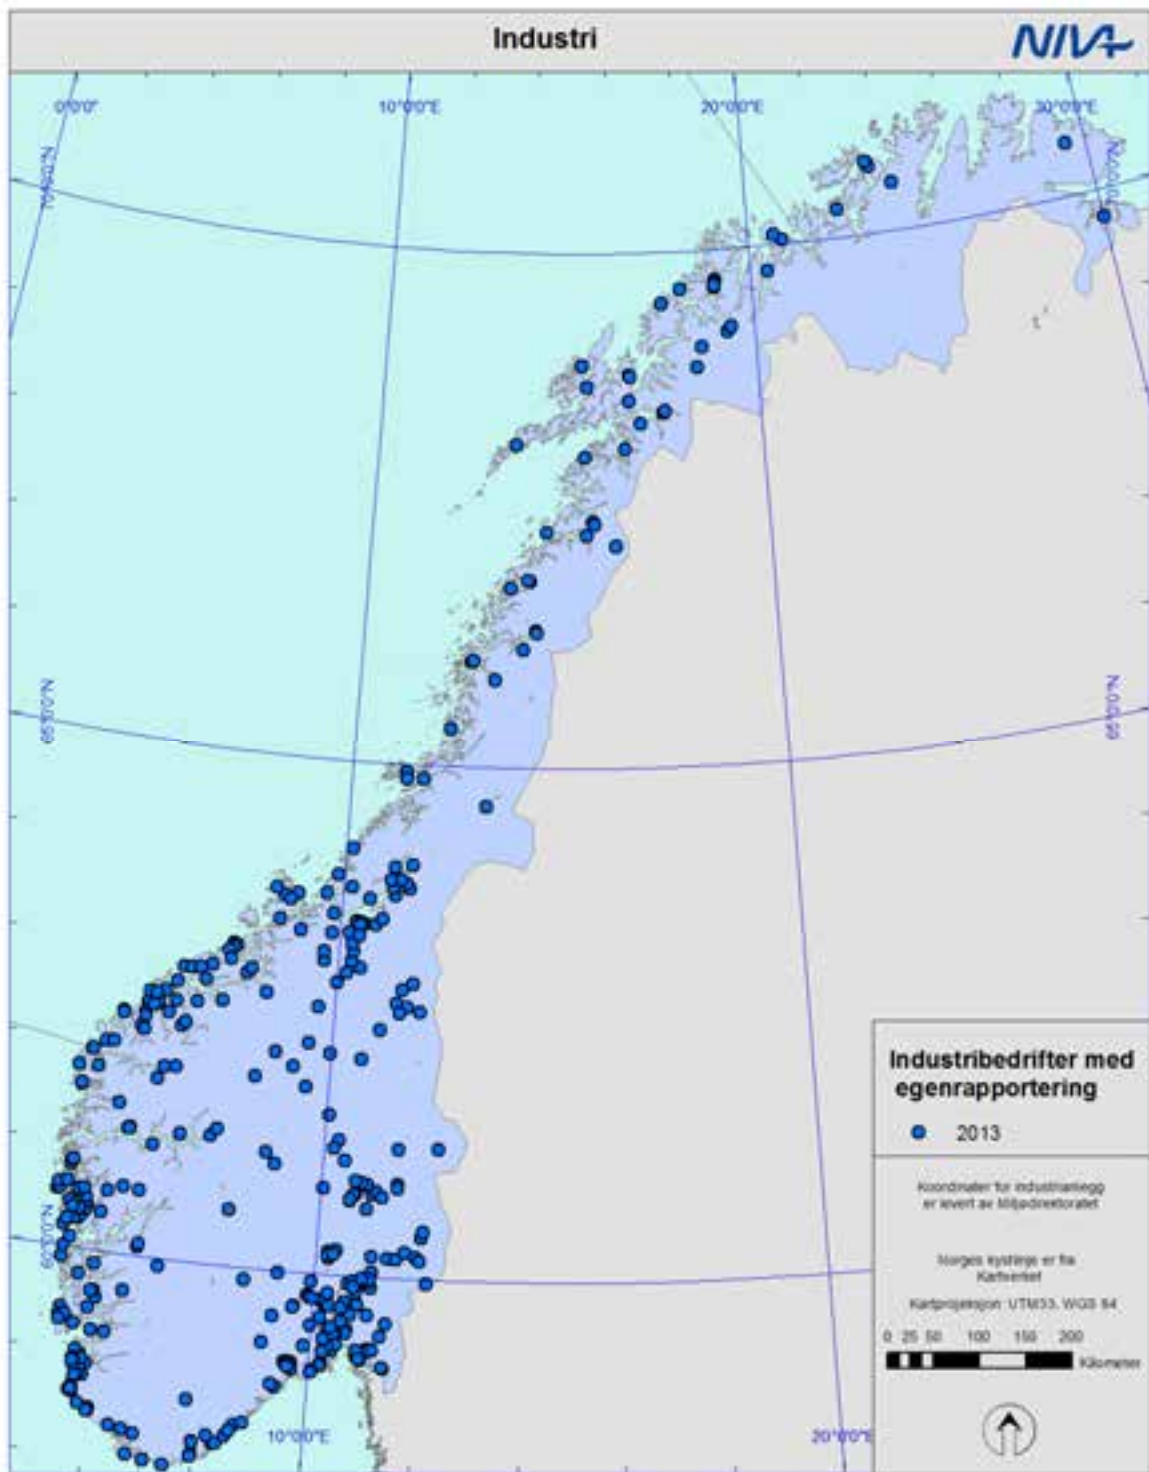 Industri
NIVA
0°0'0"
10°0'0"E
20°0'0"E
30°0'0"E
70°0'0"N
70°0'0"N
65°0'0"N
65°0'0"N
60°0'0"N
10°0'0"E
20°0'0"E
Industribedrifter med
egenrapportering
2013
Koordinater for industrianlegg
er levert av Miljødirektoratet
Norges kystlinje er fra
Kartverket
Kartprojeksjon: UTM33, WGS 84
0 25 50 100 150 200
Kilometer